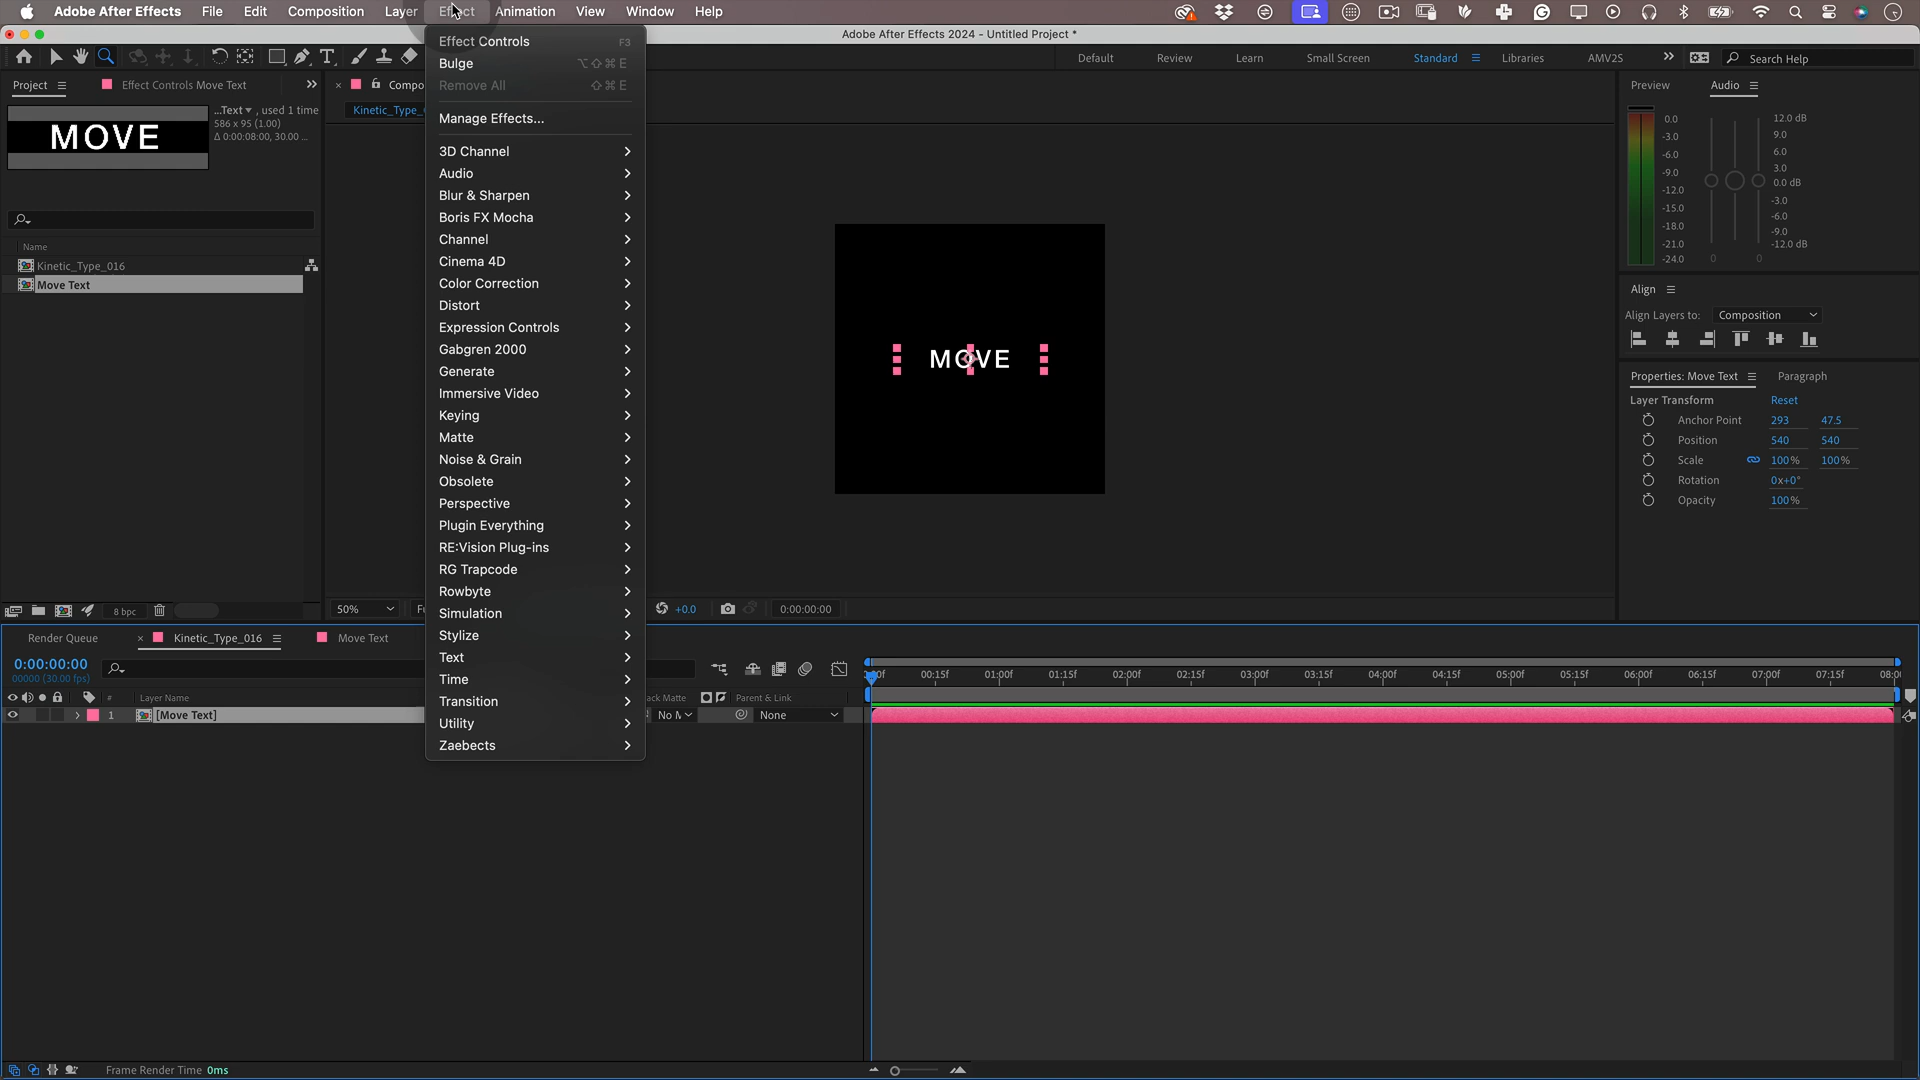 Adobe After Effects File Edit Composition Layer Effect Animation View Window Help
Adobe After Effects 2024 - Untitled Project *
Default Review Learn Small Screen Standard Libraries AMV2S Search Help
Project Effect Controls Move Text
Compo
Kinetic_Type_
MOVE
...Text, used 1 time
586 x 95 (1.00)
Δ 0:00:08:00, 30.00 ...
Name
Kinetic_Type_016
Move Text
8 bpc
Effect Controls F3
Bulge ⌥⇧⌘E
Remove All ⇧⌘E
Manage Effects...
3D Channel
Audio
Blur & Sharpen
Boris FX Mocha
Channel
Cinema 4D
Color Correction
Distort
Expression Controls
Gabgren 2000
Generate
Immersive Video
Keying
Matte
Noise & Grain
Obsolete
Perspective
Plugin Everything
RE:Vision Plug-ins
RG Trapcode
Rowbyte
Simulation
Stylize
Text
Time
Transition
Utility
Zaebects
MOVE
50% Fu +0.0 0:00:00:00
Preview Audio
0.0
-3.0
-6.0
-9.0
-12.0
-15.0
-18.0
-21.0
-24.0
12.0 dB
9.0
6.0
3.0
0.0 dB
-3.0
-6.0
-9.0
-12.0 dB
0 0
Align
Align Layers to: Composition
Properties: Move Text Paragraph
Layer Transform Reset
Anchor Point 293 47.5
Position 540 540
Scale 100% 100%
Rotation 0x+0°
Opacity 100%
Render Queue × Kinetic_Type_016 Move Text
0:00:00:00
00000 (30.00 fps)
# Layer Name ack Matte Parent & Link
1 [Move Text] No M None
00f 00:15f 01:00f 01:15f 02:00f 02:15f 03:00f 03:15f 04:00f 04:15f 05:00f 05:15f 06:00f 06:15f 07:00f 07:15f 08:0
Frame Render Time 0ms